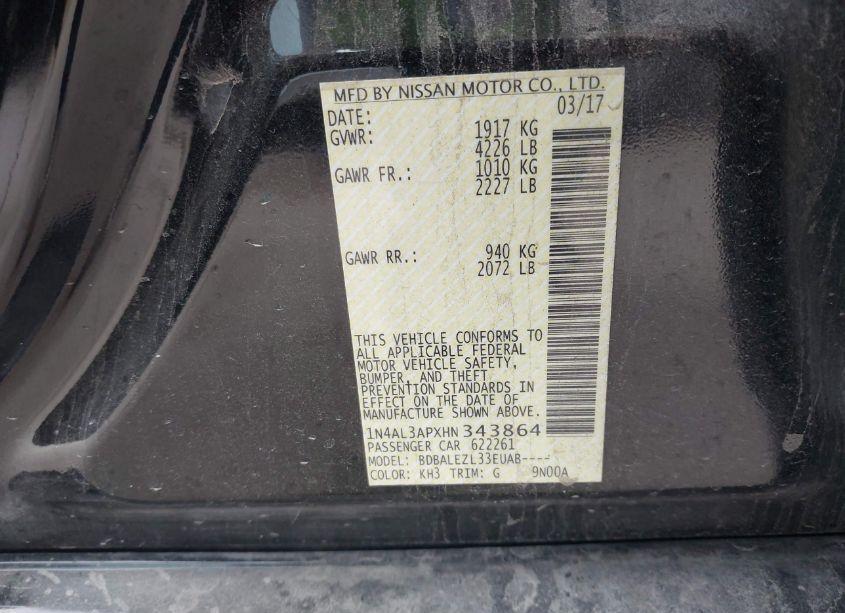 MFD BY NISSAN MOTOR CO., LTD.
DATE: 03/17
GVWR: 1917 KG
4226 LB
GAWR FR.: 1010 KG
2227 LB
GAWR RR.: 940 KG
2072 LB
THIS VEHICLE CONFORMS TO
ALL APPLICABLE FEDERAL
MOTOR VEHICLE SAFETY,
BUMPER, AND THEFT
PREVENTION STANDARDS IN
EFFECT ON THE DATE OF
MANUFACTURE SHOWN ABOVE.
1N4AL3APXHN 343864
PASSENGER CAR 622261
MODEL: BDBALEZL33EUAB----
COLOR: KH3 TRIM: G 9N00A